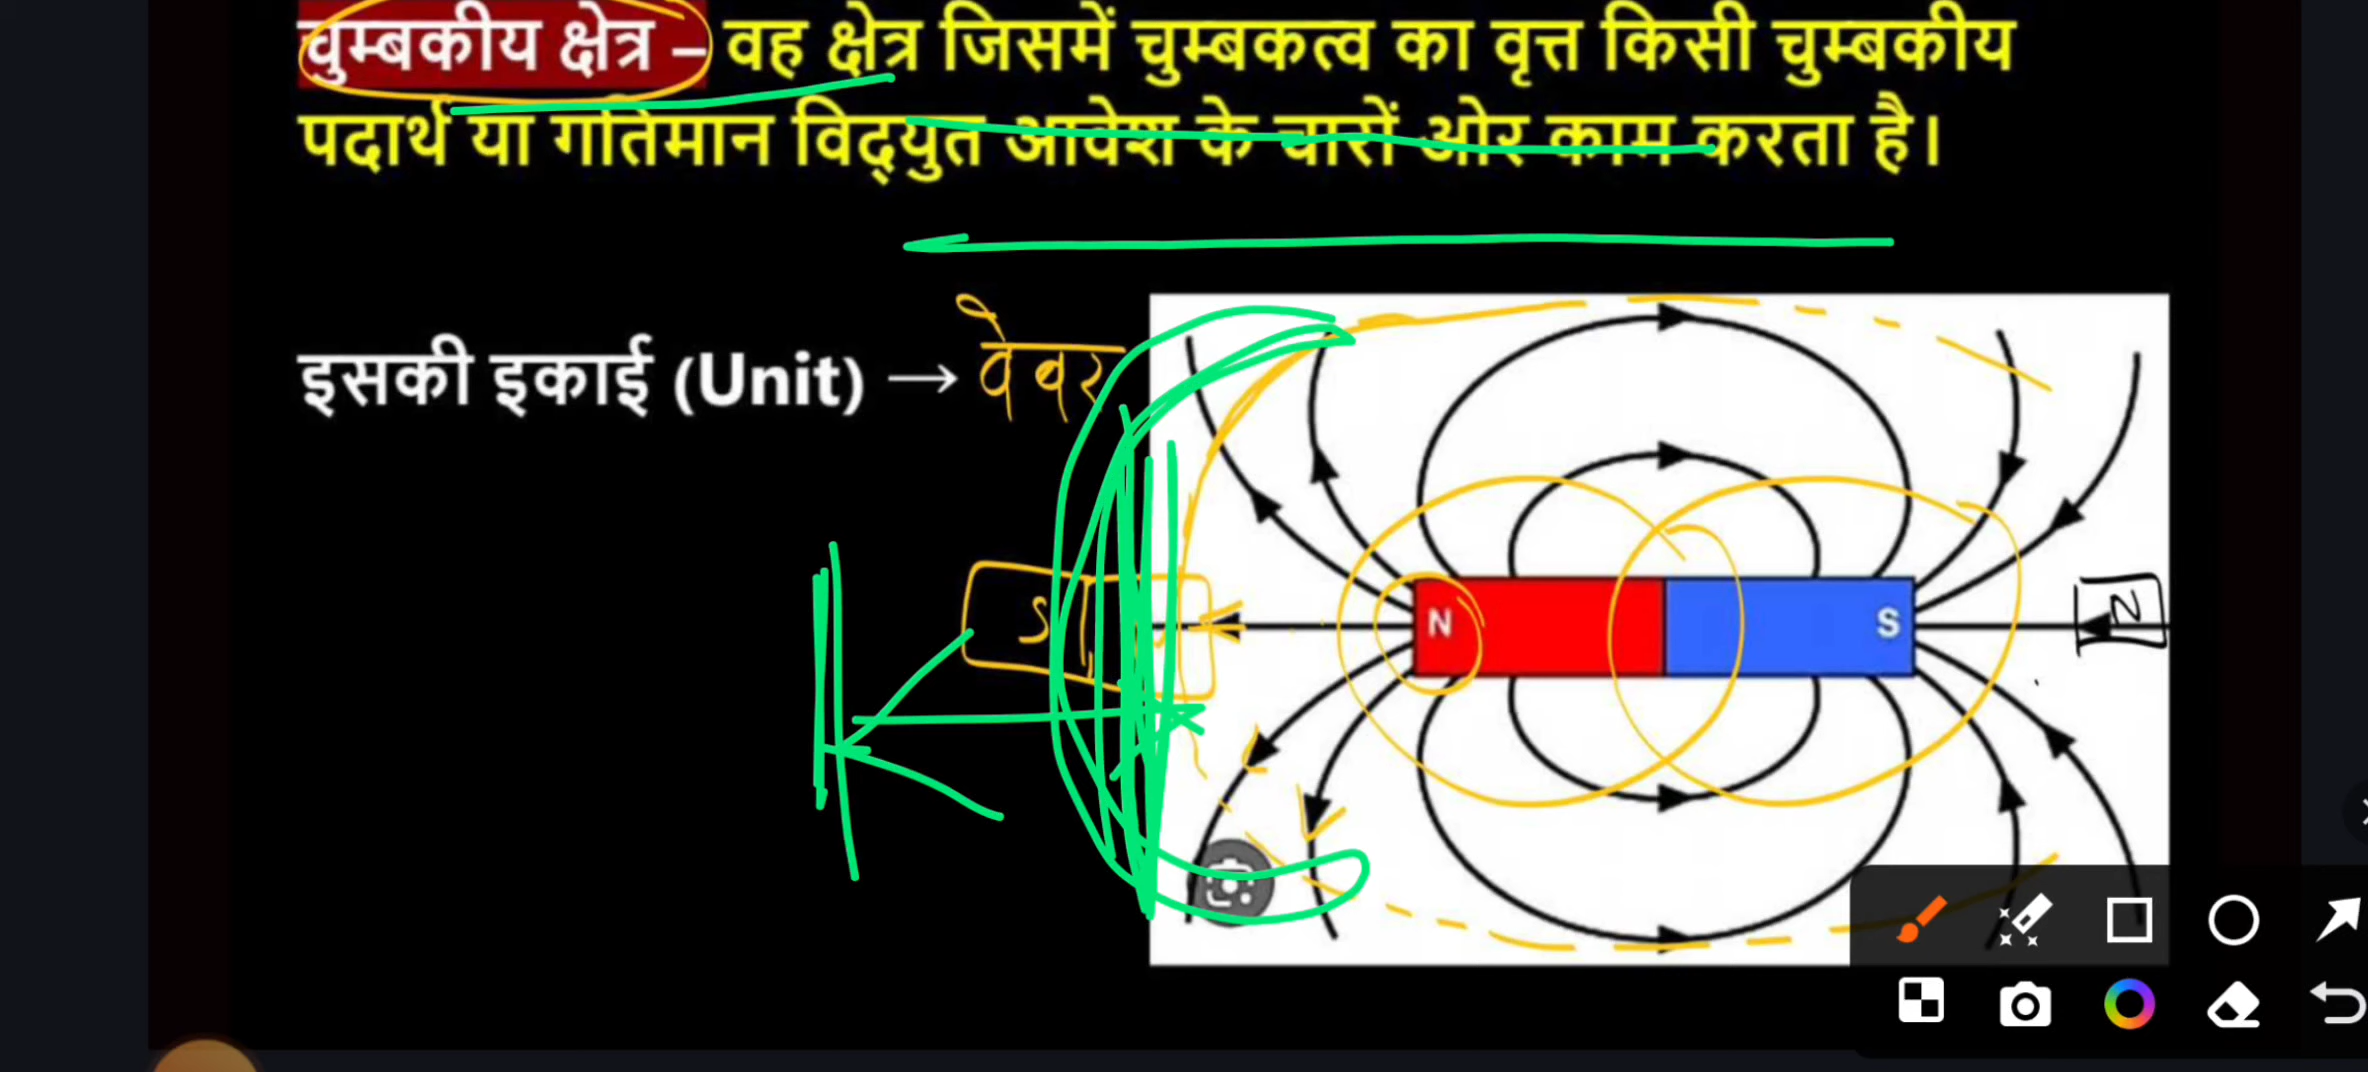 चुम्बकीय क्षेत्र – वह क्षेत्र जिसमें चुम्बकत्व का वृत्त किसी चुम्बकीय
पदार्थ या गतिमान विद्युत आवेश के चारों ओर काम करता है।
इसकी इकाई (Unit) → वेबर
S
N S N